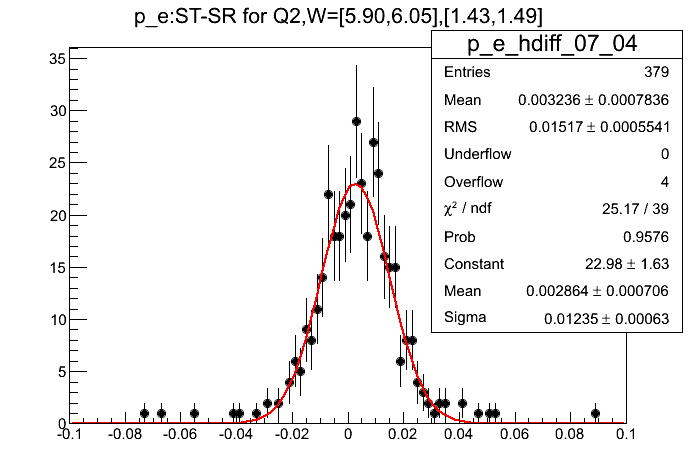 p_e:ST-SR for Q2,W=[5.90,6.05],[1.43,1.49]
p_e_hdiff_07_04
Entries 379
Mean 0.003236 ± 0.0007836
RMS 0.01517 ± 0.0005541
Underflow 0
Overflow 4
χ² / ndf 25.17 / 39
Prob 0.9576
Constant 22.98 ± 1.63
Mean 0.002864 ± 0.000706
Sigma 0.01235 ± 0.00063
35
30
25
20
15
10
5
0
-0.1 -0.08 -0.06 -0.04 -0.02 0 0.02 0.04 0.06 0.08 0.1